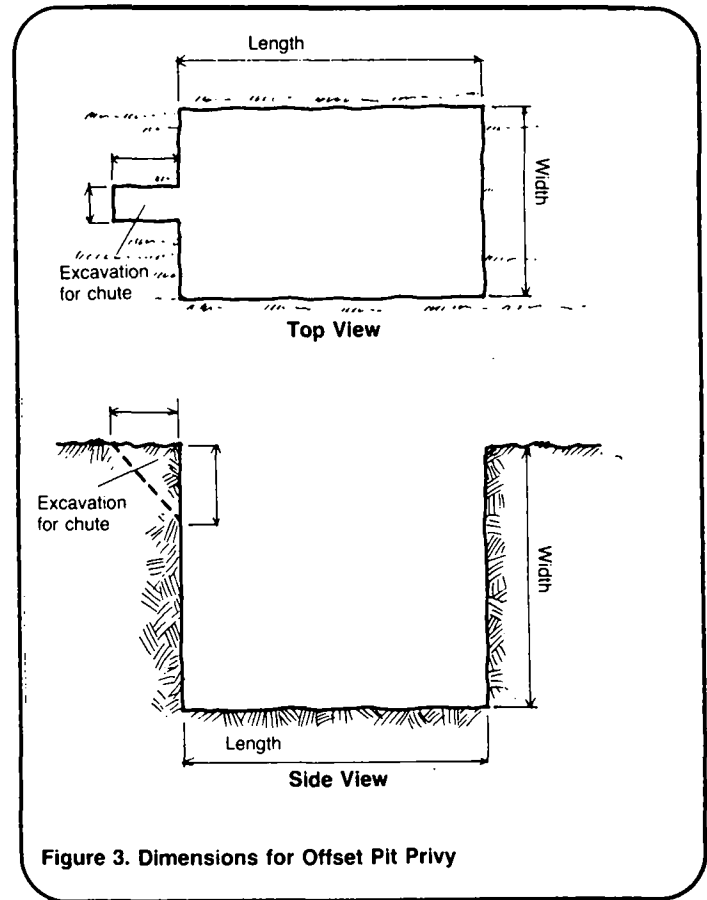 Length
Width
Excavation
for chute
Top View
Excavation
for chute
Width
Length
Side View
Figure 3. Dimensions for Offset Pit Privy